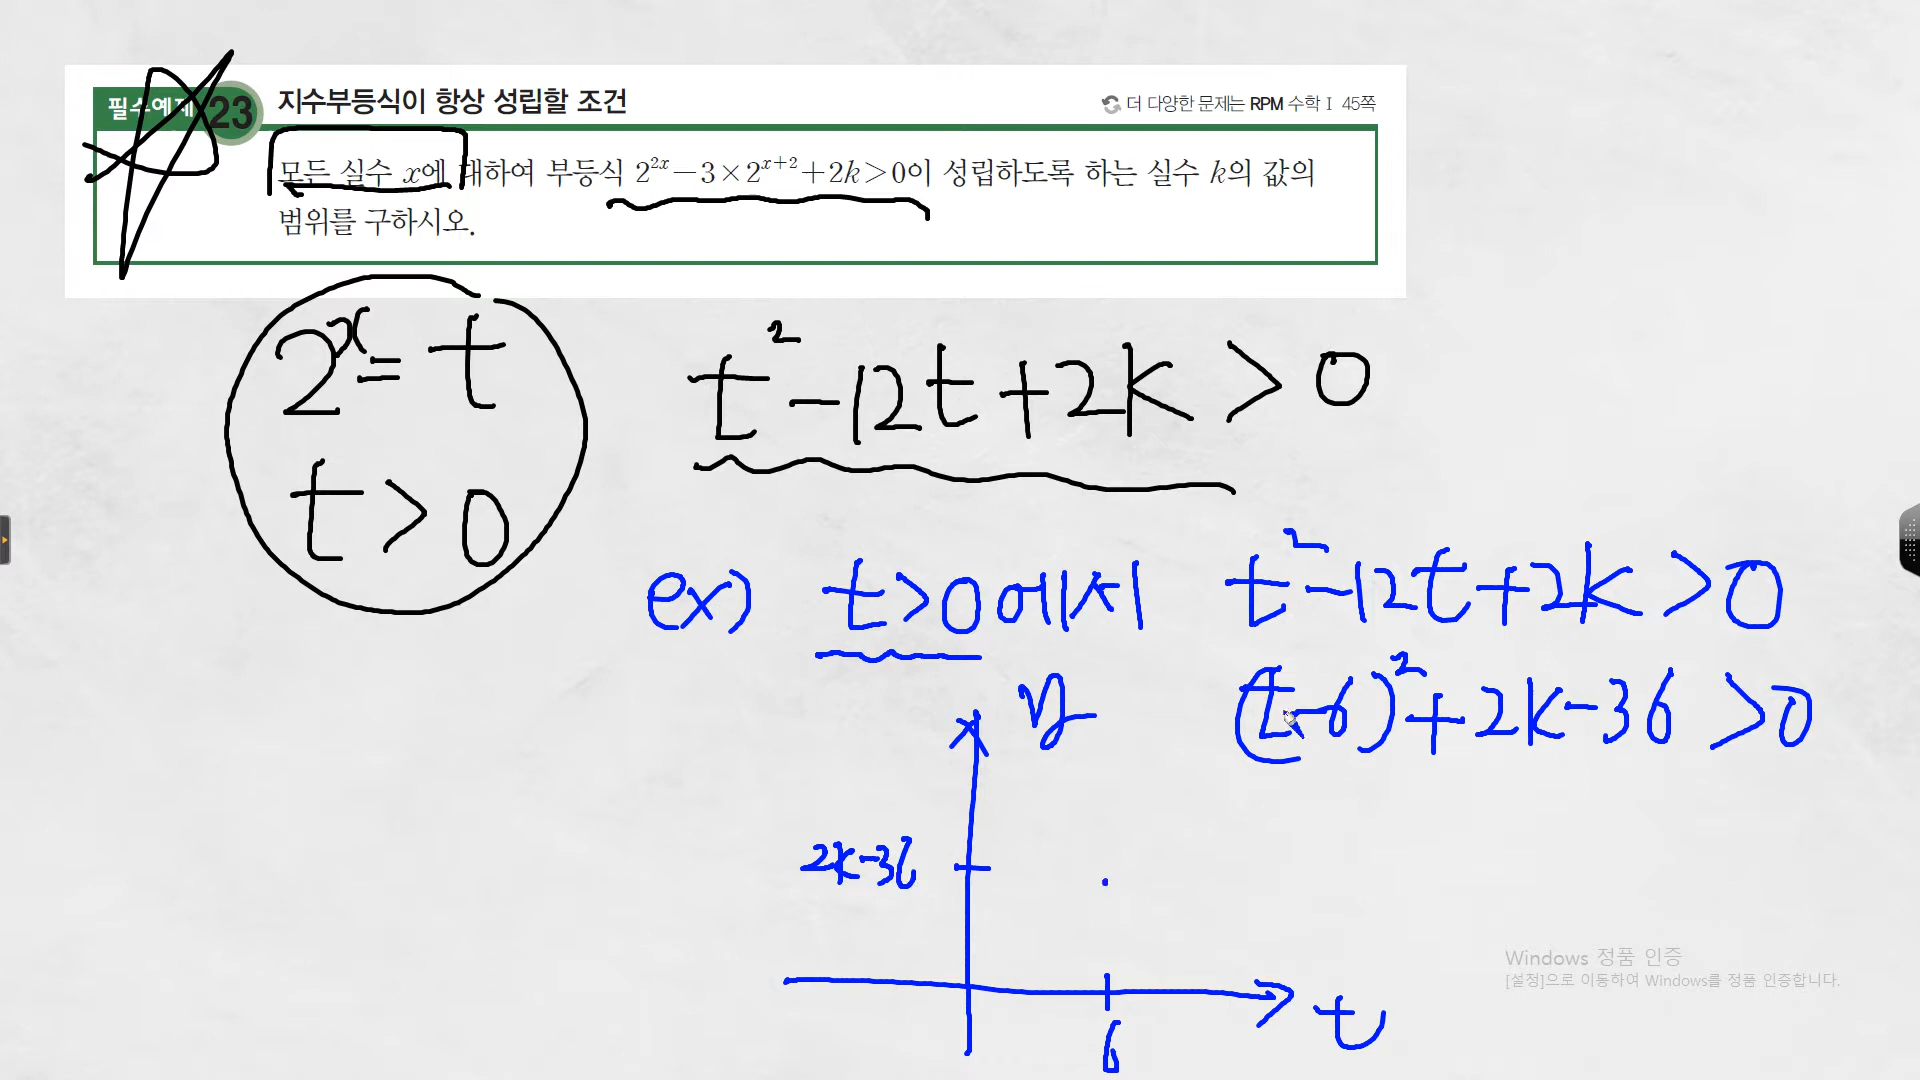 필수예제 23 지수부등식이 항상 성립할 조건
더 다양한 문제는 RPM 수학Ⅰ 45쪽
모든 실수 x에 대하여 부등식 2^{2x}-3×2^{x+2}+2k>0이 성립하도록 하는 실수 k의 값의
범위를 구하시오.
2^x=t
t>0
t^2-12t+2k>0
ex) t>0에서 t^2-12t+2k>0
(t-6)^2+2k-36>0
y
2k-36
t
6
Windows 정품 인증
[설정]으로 이동하여 Windows를 정품 인증합니다.